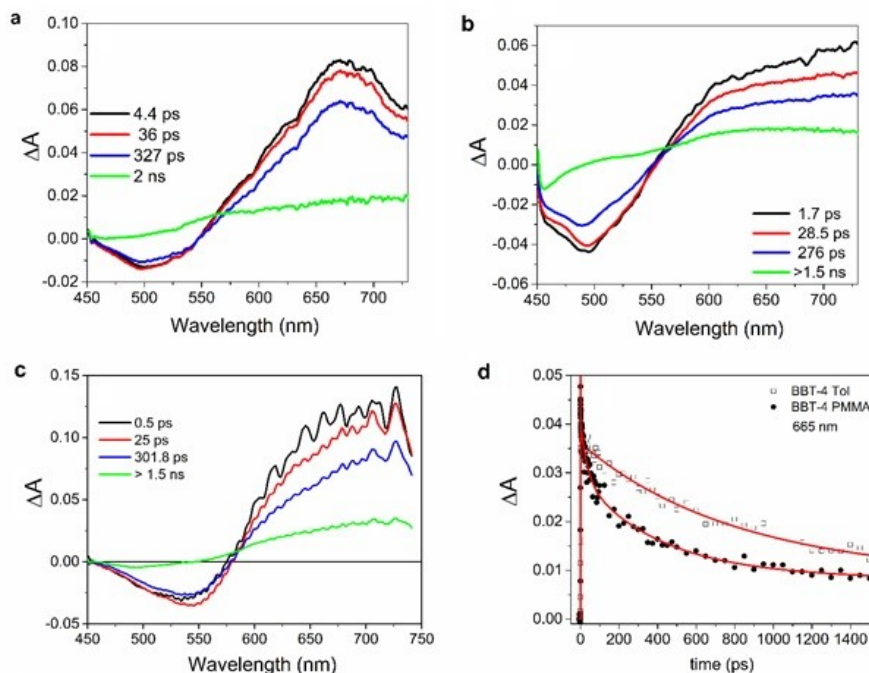 a
0.10
0.08
0.06
0.04
0.02
0.00
-0.02
ΔA
4.4 ps
36 ps
327 ps
2 ns
450 500 550 600 650 700
Wavelength (nm)
b
0.06
0.04
0.02
0.00
-0.02
-0.04
-0.06
ΔA
1.7 ps
28.5 ps
276 ps
>1.5 ns
450 500 550 600 650 700
Wavelength (nm)
c
0.15
0.10
0.05
0.00
-0.05
ΔA
0.5 ps
25 ps
301.8 ps
> 1.5 ns
450 500 550 600 650 700 750
Wavelength (nm)
d
0.05
0.04
0.03
0.02
0.01
0.00
ΔA
BBT-4 Tol
BBT-4 PMMA
665 nm
0 200 400 600 800 1000 1200 1400
time (ps)